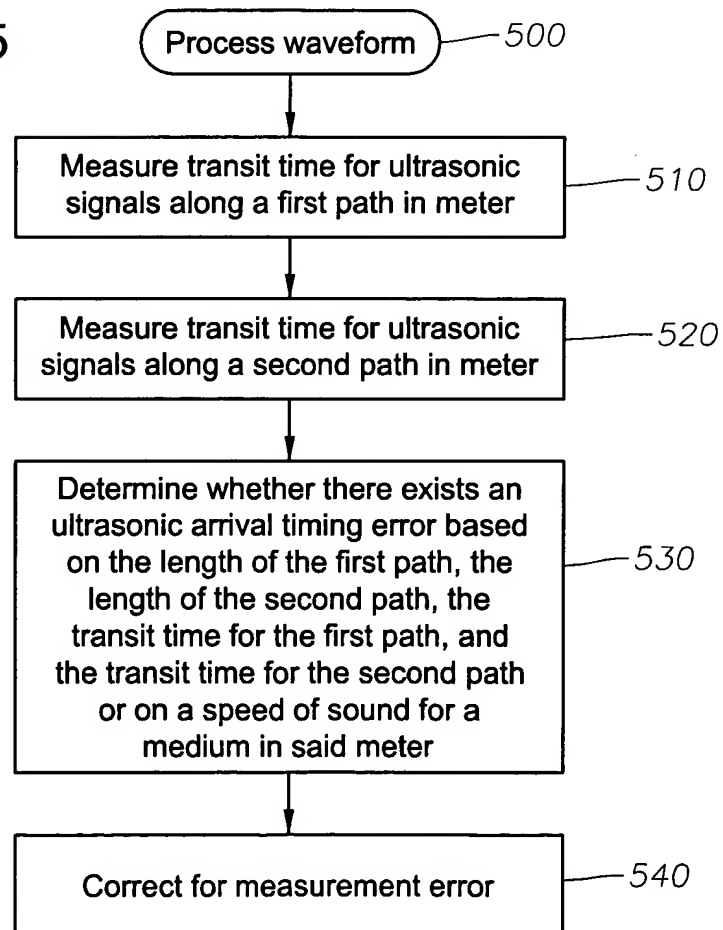 5
Process waveform
500
Measure transit time for ultrasonic
signals along a first path in meter
510
Measure transit time for ultrasonic
signals along a second path in meter
520
Determine whether there exists an
ultrasonic arrival timing error based
on the length of the first path, the
length of the second path, the
transit time for the first path, and
the transit time for the second path
or on a speed of sound for a
medium in said meter
530
Correct for measurement error
540